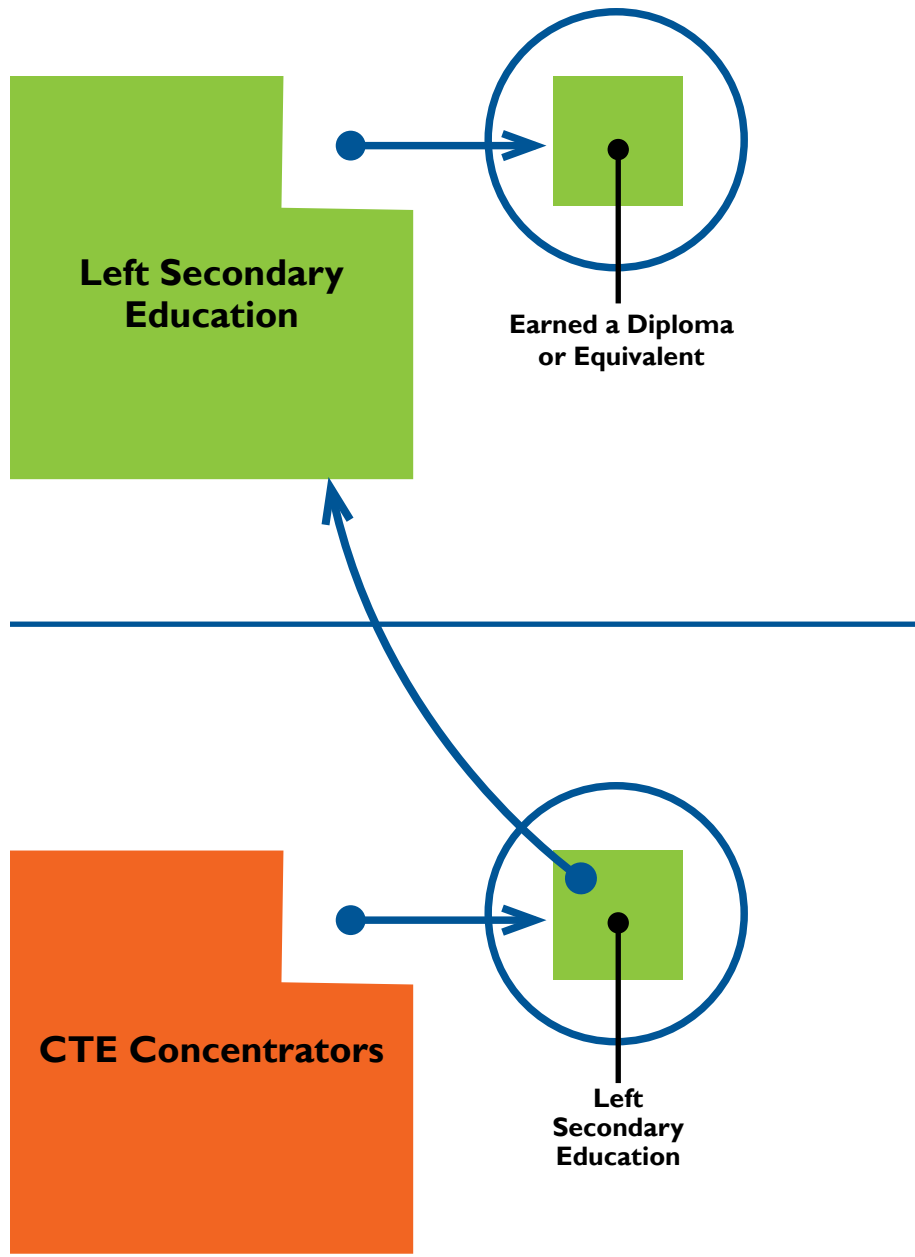 Left Secondary
Education
Earned a Diploma
or Equivalent
CTE Concentrators
Left
Secondary
Education